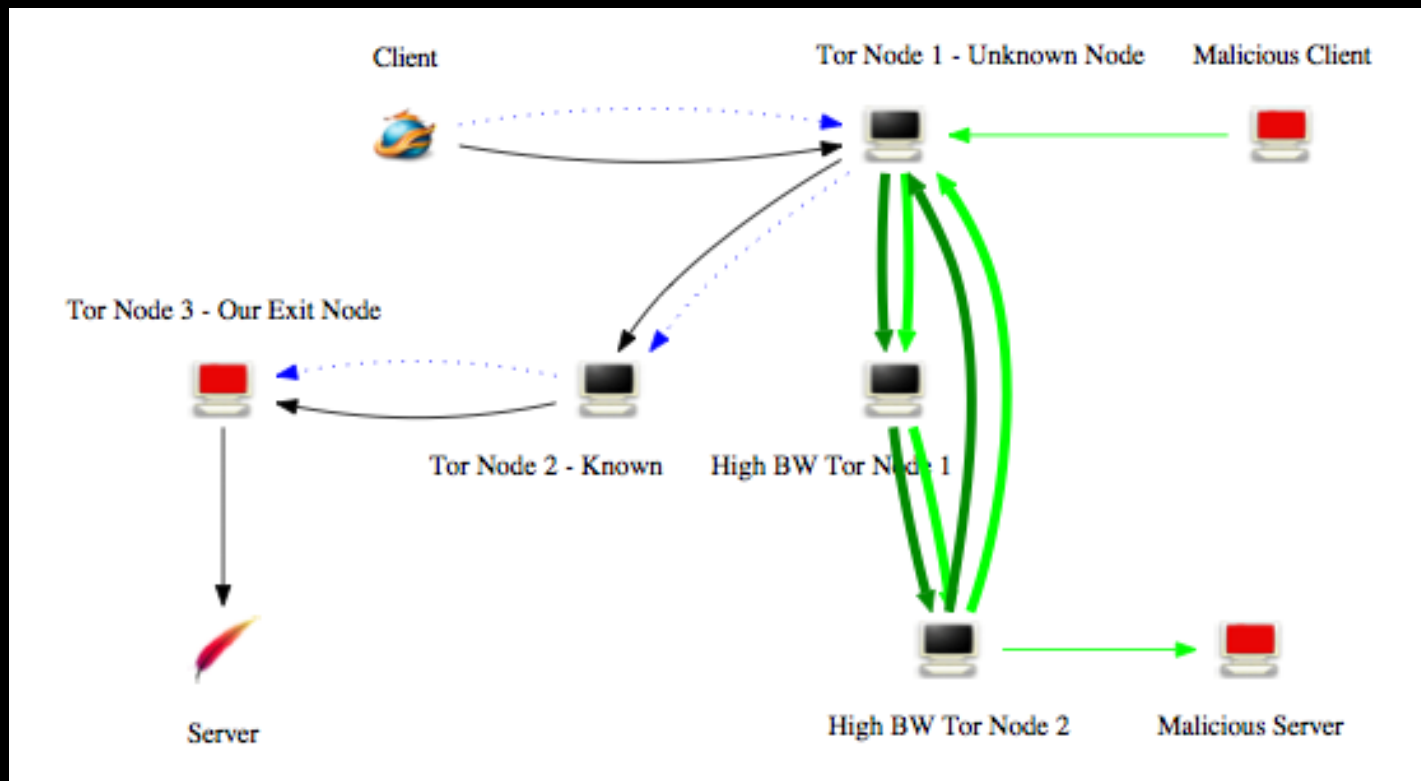 Client
Tor Node 1 - Unknown Node
Malicious Client
Tor Node 3 - Our Exit Node
Tor Node 2 - Known
High BW Tor Node 1
Server
High BW Tor Node 2
Malicious Server